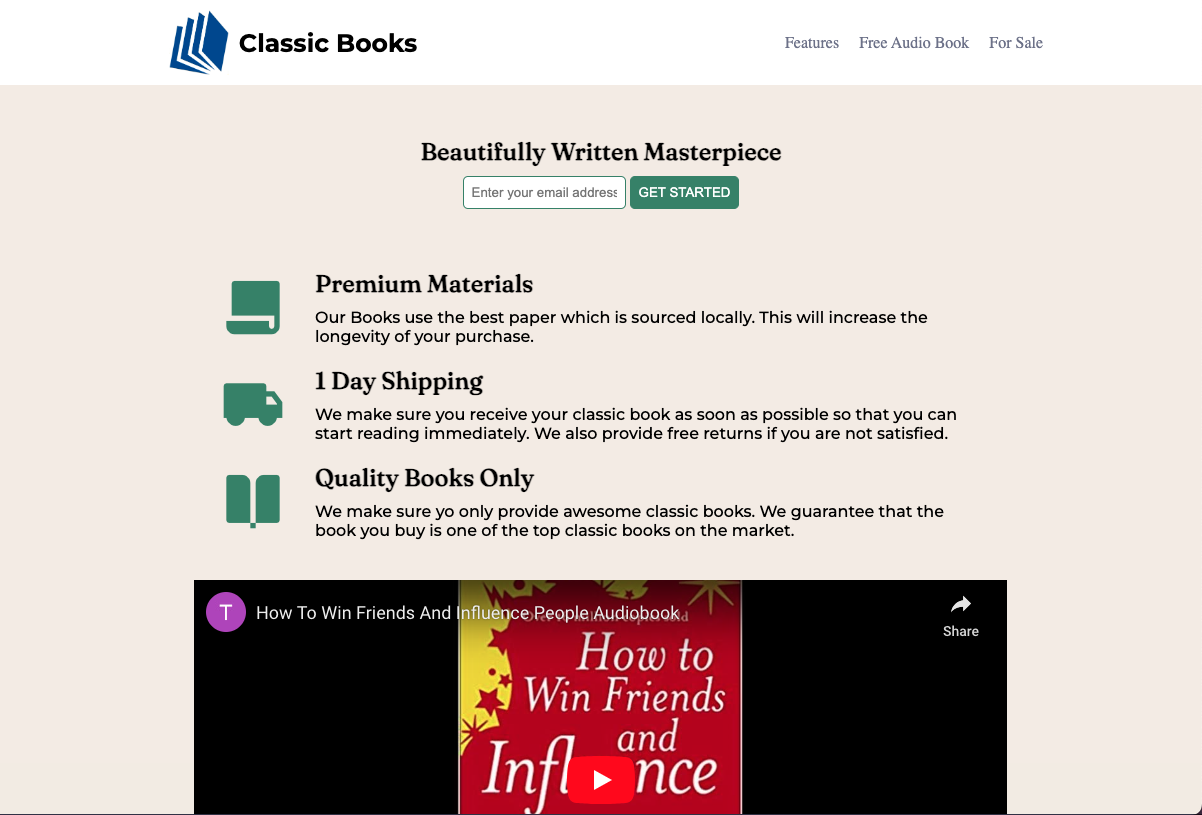 Classic Books
Features Free Audio Book For Sale
Beautifully Written Masterpiece
Enter your email address GET STARTED
Premium Materials
Our Books use the best paper which is sourced locally. This will increase the
longevity of your purchase.
1 Day Shipping
We make sure you receive your classic book as soon as possible so that you can
start reading immediately. We also provide free returns if you are not satisfied.
Quality Books Only
We make sure yo only provide awesome classic books. We guarantee that the
book you buy is one of the top classic books on the market.
T How To Win Friends And Influence People Audiobook
Share
copies sold
How to
Win Friends
and
Influence